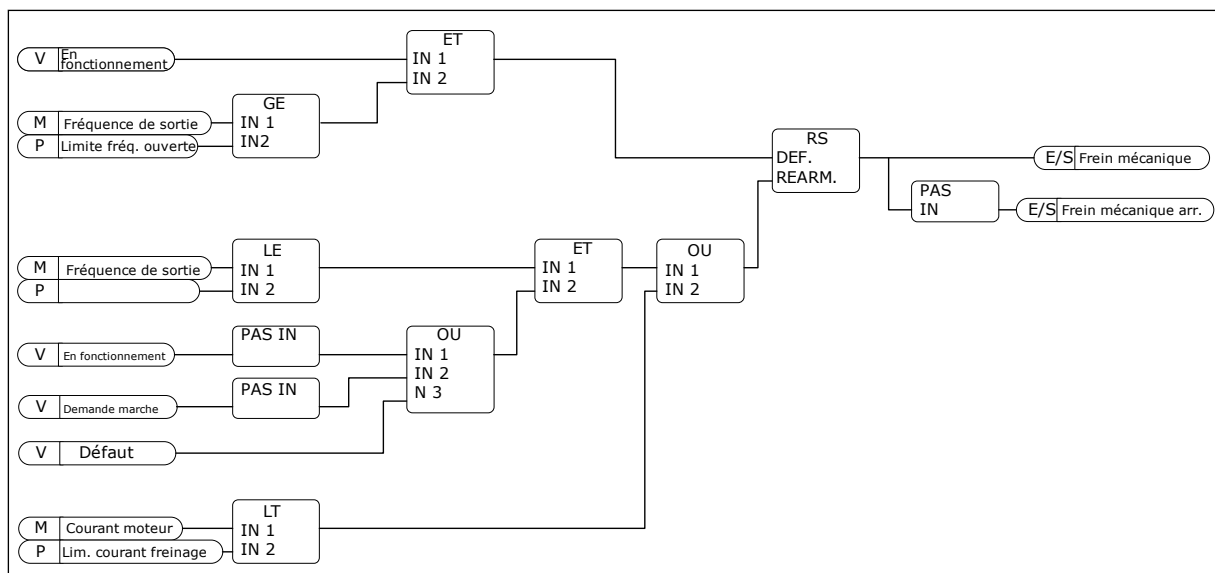 V En
fonctionnement
ET
IN 1
IN 2
M Fréquence de sortie
P Limite fréq. ouverte
GE
IN 1
IN2
RS
DEF.
REARM.
E/S Frein mécanique
PAS
IN
E/S Frein mécanique arr.
M Fréquence de sortie
P
LE
IN 1
IN 2
ET
IN 1
IN 2
OU
IN 1
IN 2
V En fonctionnement
PAS IN
OU
IN 1
IN 2
N 3
V Demande marche
PAS IN
V Défaut
M Courant moteur
P Lim. courant freinage
LT
IN 1
IN 2